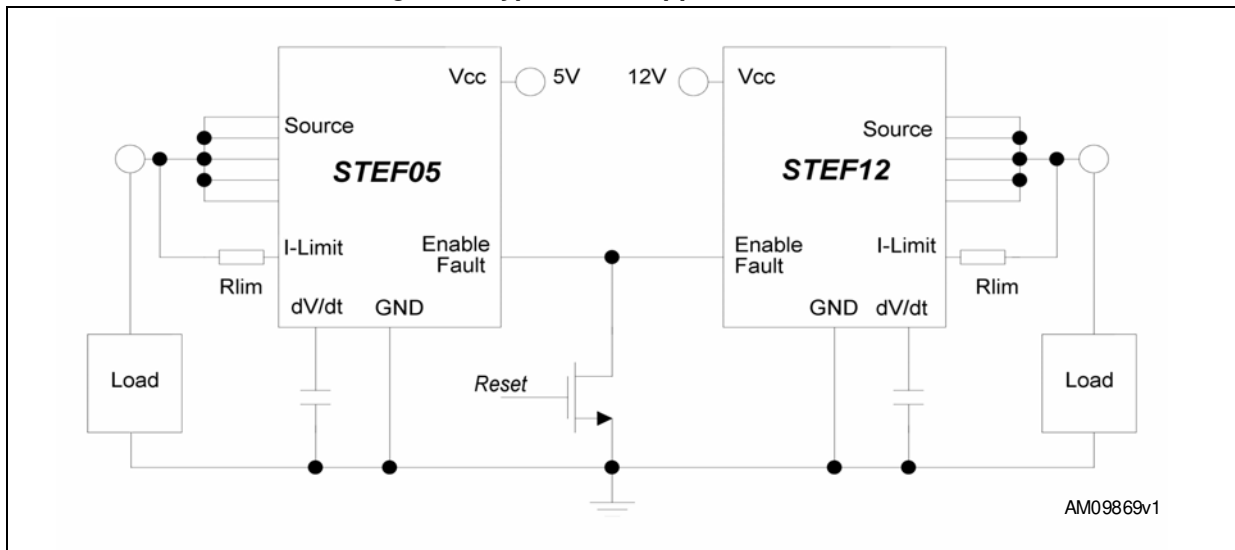 Vcc
5V
12V
Vcc
Source
Source
STEF05
STEF12
I-Limit
Enable
Fault
Enable
Fault
I-Limit
Rlim
Rlim
dV/dt
GND
GND
dV/dt
Load
Reset
Load
AM09869v1